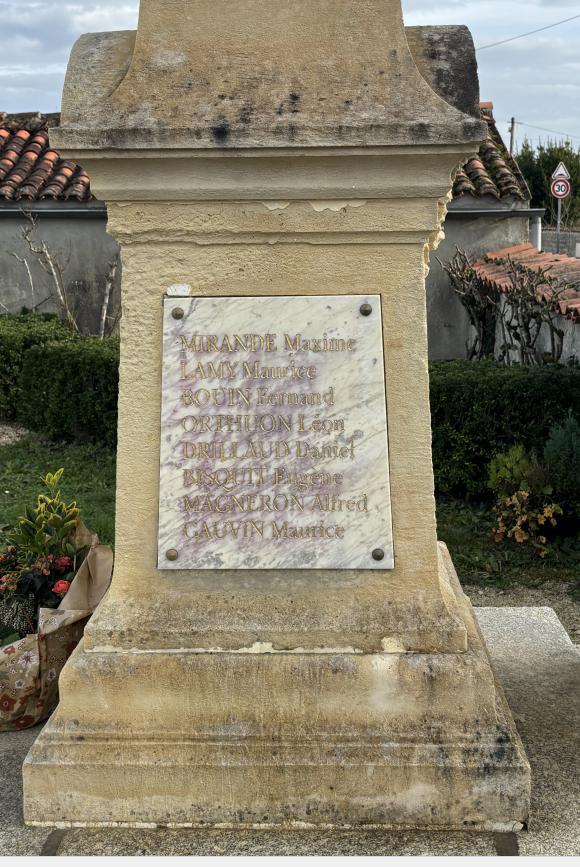 30
MIRANDE Maxime
LAMY Maurice
BOUIN Fernand
ORTHUON Léon
DRILLAUD Daniel
BISQUIT Eugène
MAGNERON Alfred
GAUVIN Maurice